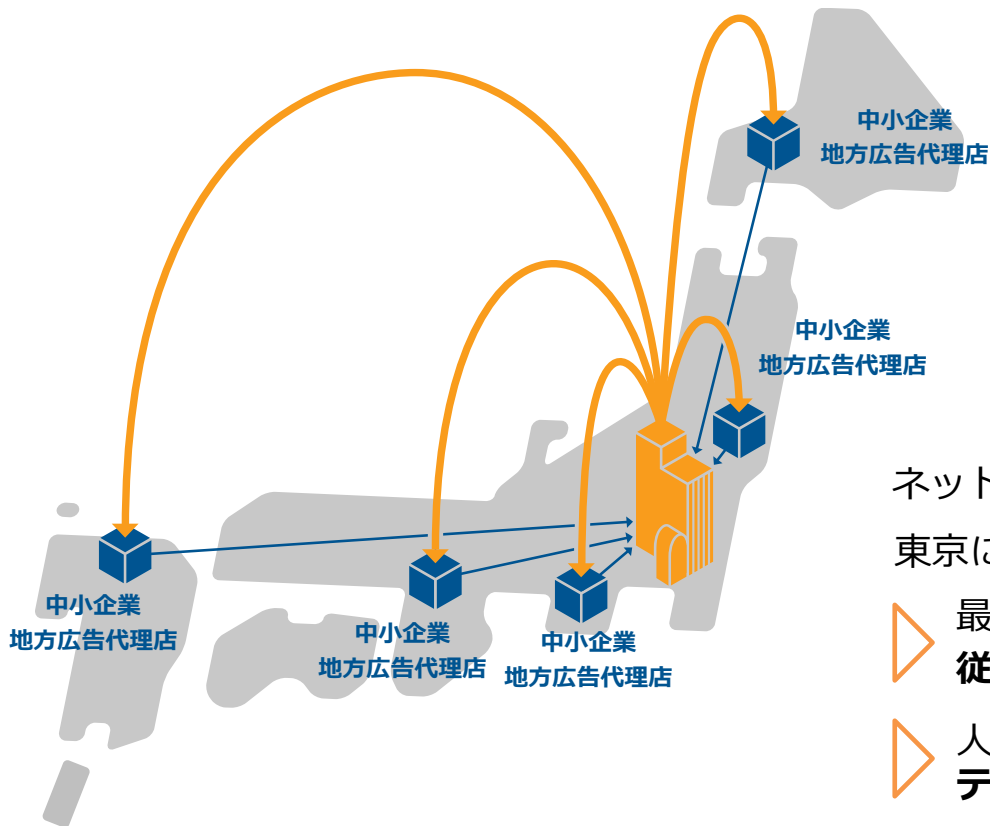 中小企業
地方広告代理店
中小企業
地方広告代理店
中小企業
地方広告代理店
中小企業
地方広告代理店
中小企業
地方広告代理店
ネット
東京に
最
従
人
テ